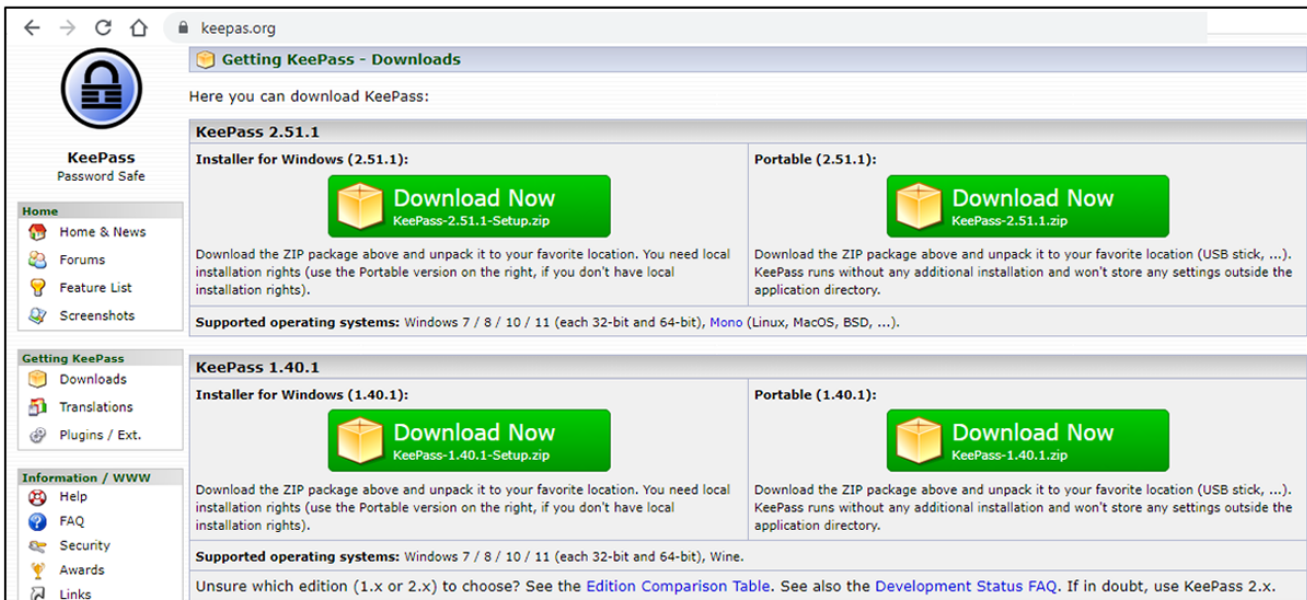 keepas.org
KeePass
Password Safe
Home
Home & News
Forums
Feature List
Screenshots
Getting KeePass
Downloads
Translations
Plugins / Ext.
Information / WWW
Help
FAQ
Security
Awards
Links
Getting KeePass - Downloads
Here you can download KeePass:
KeePass 2.51.1
Installer for Windows (2.51.1):
Download Now
KeePass-2.51.1-Setup.zip
Download the ZIP package above and unpack it to your favorite location. You need local
installation rights (use the Portable version on the right, if you don't have local
installation rights).
Portable (2.51.1):
Download Now
KeePass-2.51.1.zip
Download the ZIP package above and unpack it to your favorite location (USB stick, ...).
KeePass runs without any additional installation and won't store any settings outside the
application directory.
Supported operating systems: Windows 7 / 8 / 10 / 11 (each 32-bit and 64-bit), Mono (Linux, MacOS, BSD, ...).
KeePass 1.40.1
Installer for Windows (1.40.1):
Download Now
KeePass-1.40.1-Setup.zip
Download the ZIP package above and unpack it to your favorite location. You need local
installation rights (use the Portable version on the right, if you don't have local
installation rights).
Portable (1.40.1):
Download Now
KeePass-1.40.1.zip
Download the ZIP package above and unpack it to your favorite location (USB stick, ...).
KeePass runs without any additional installation and won't store any settings outside the
application directory.
Supported operating systems: Windows 7 / 8 / 10 / 11 (each 32-bit and 64-bit), Wine.
Unsure which edition (1.x or 2.x) to choose? See the Edition Comparison Table. See also the Development Status FAQ. If in doubt, use KeePass 2.x.